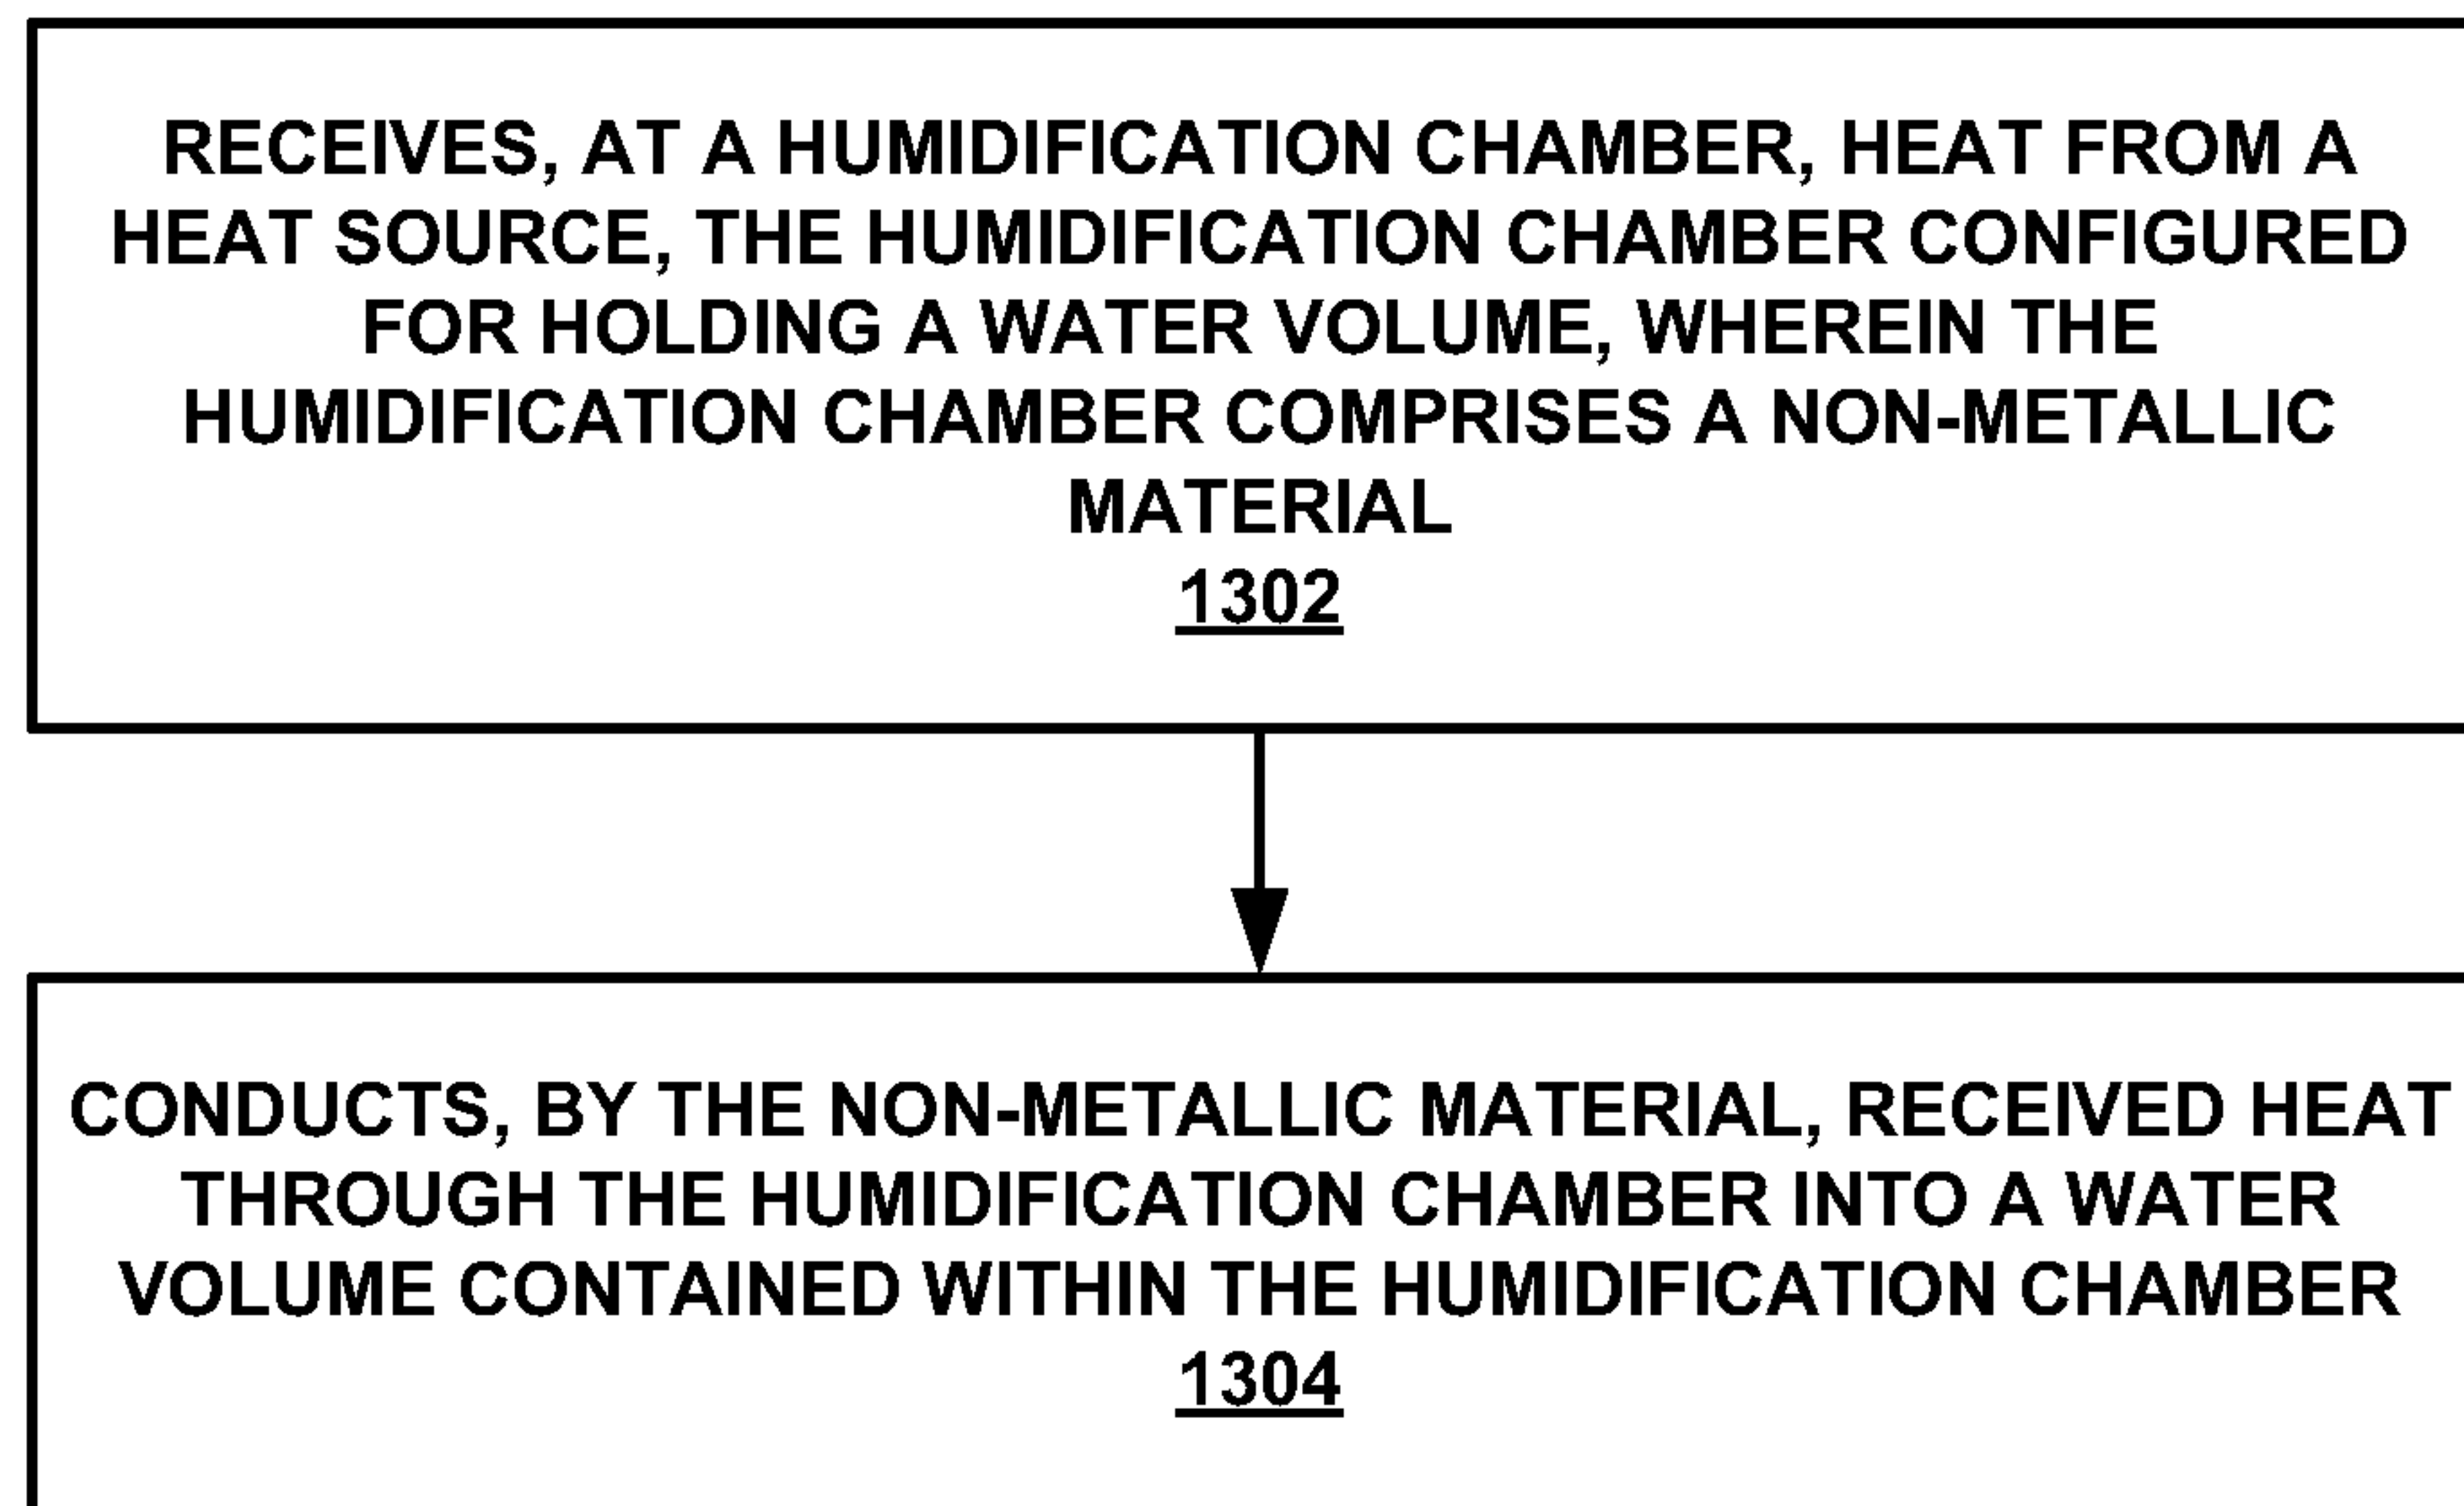 RECEIVES, AT A HUMIDIFICATION CHAMBER, HEAT FROM A
HEAT SOURCE, THE HUMIDIFICATION CHAMBER CONFIGURED
FOR HOLDING A WATER VOLUME, WHEREIN THE
HUMIDIFICATION CHAMBER COMPRISES A NON-METALLIC
MATERIAL
1302
CONDUCTS, BY THE NON-METALLIC MATERIAL, RECEIVED HEAT
THROUGH THE HUMIDIFICATION CHAMBER INTO A WATER
VOLUME CONTAINED WITHIN THE HUMIDIFICATION CHAMBER
1304